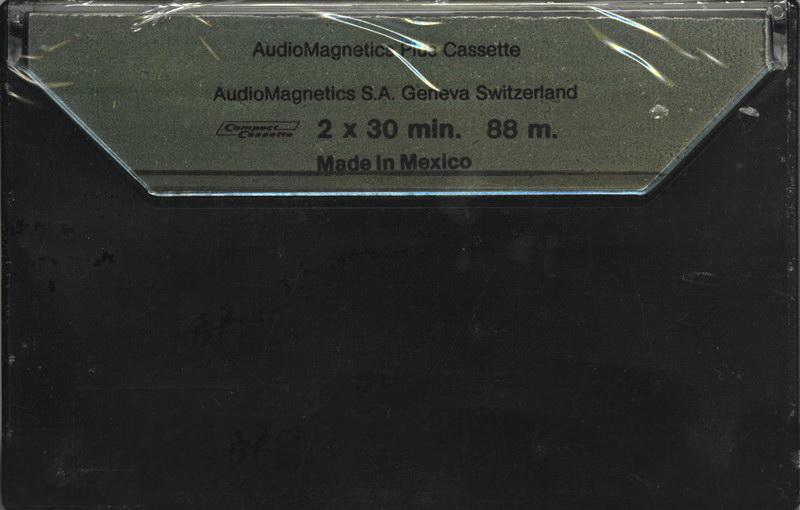 AudioMagnetics Plus Cassette
AudioMagnetics S.A. Geneva Switzerland
Compact Cassette 2 x 30 min. 88 m.
Made In Mexico